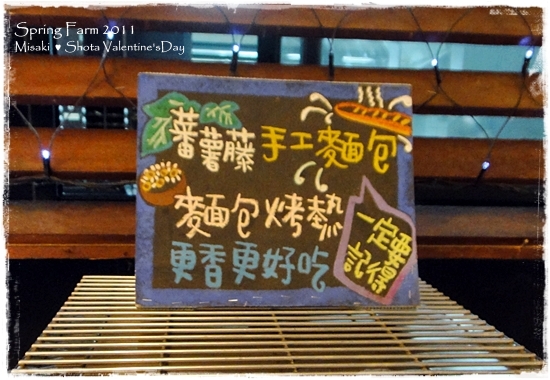 Spring Farm 2011
Misaki ♥ Shota Valentine'sDay
蕃薯藤 手工麵包
麵包烤熱
更香更好吃
一定要
記得